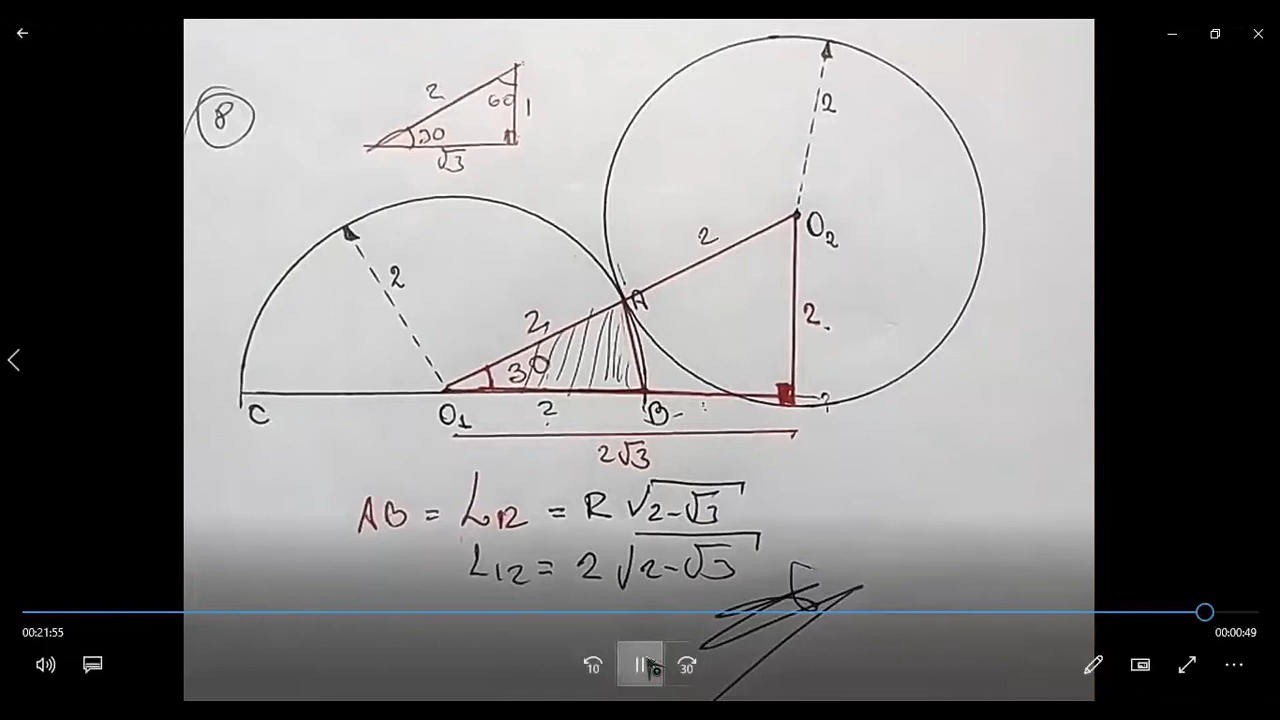 8
2
60
1
30
√3
2
O2
2
2
A
2
2
30
C
O1
?
B
2√3
AB = L12 = R √2-√3
L12 = 2 √2-√3
00:21:55
00:00:49
10
30